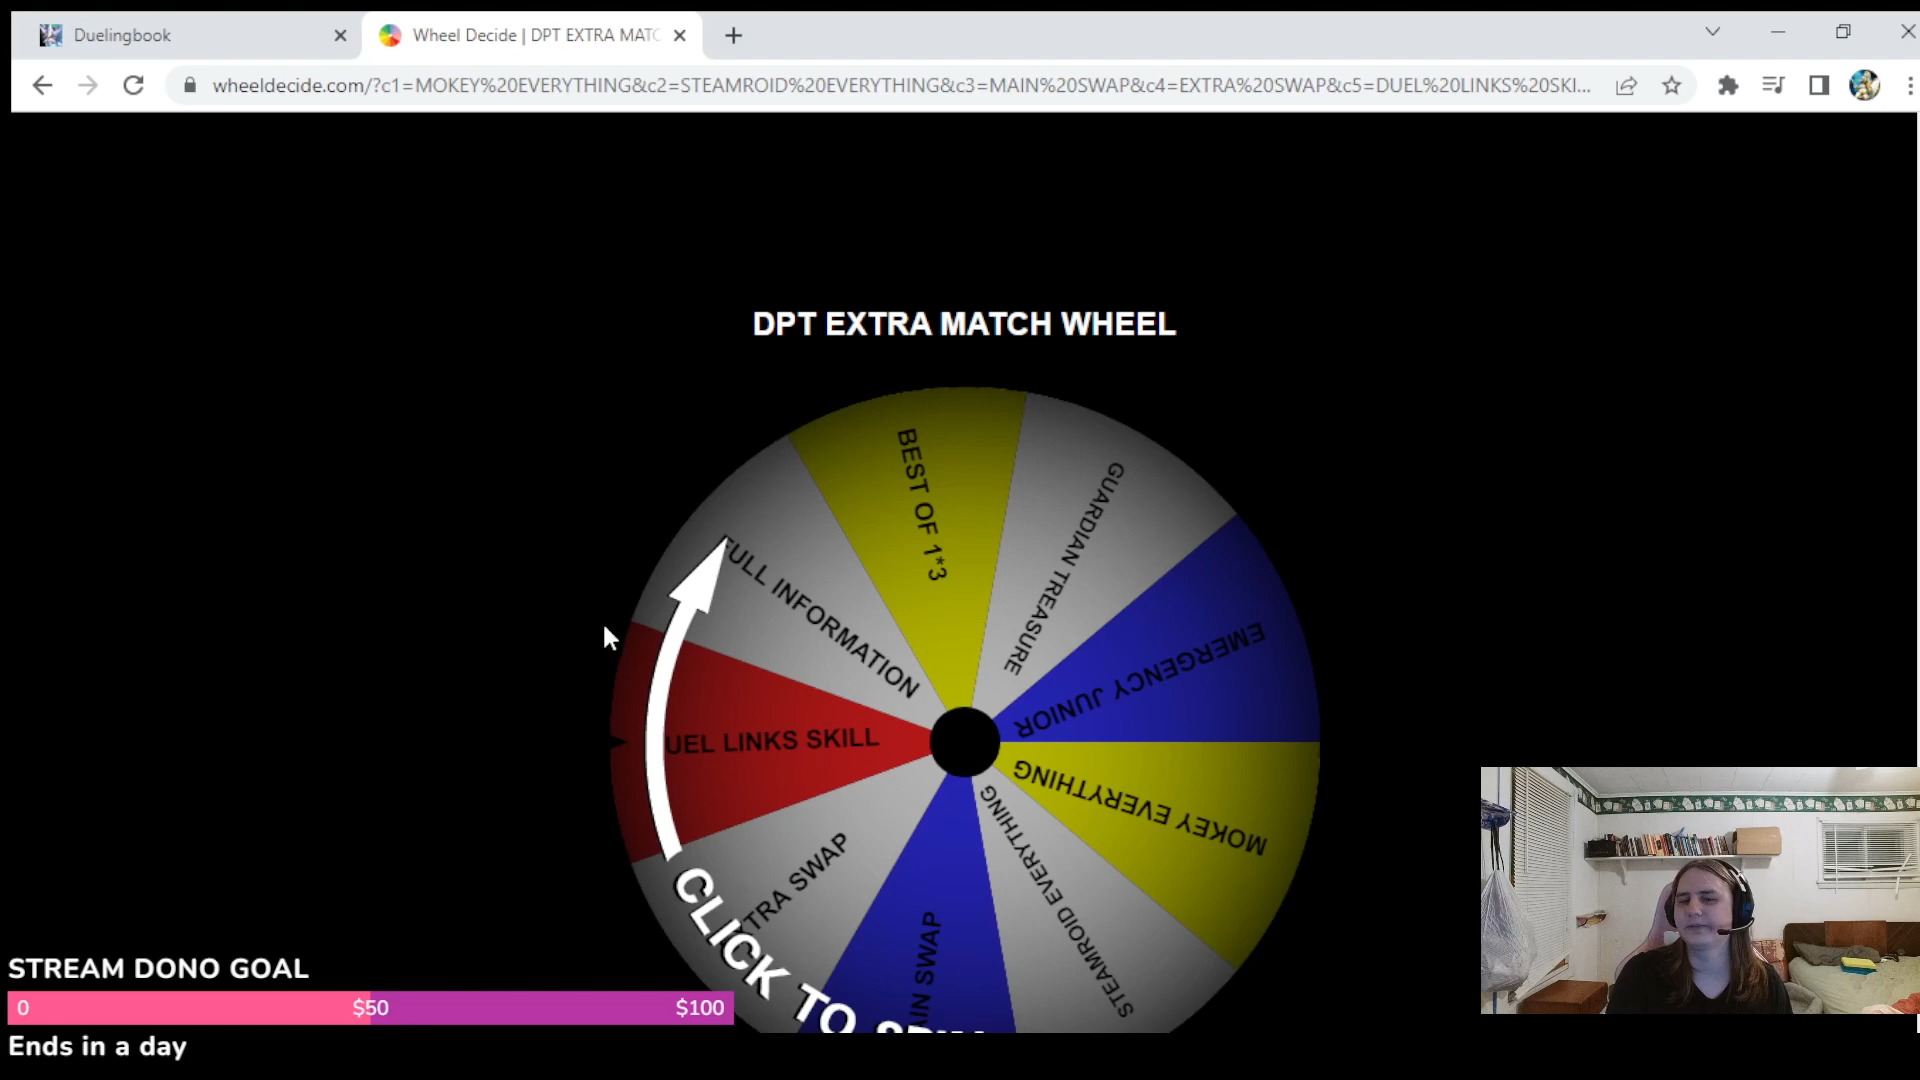 Duelingbook
Wheel Decide | DPT EXTRA MATC
wheeldecide.com/?c1=MOKEY%20EVERYTHING&c2=STEAMROID%20EVERYTHING&c3=MAIN%20SWAP&c4=EXTRA%20SWAP&c5=DUEL%20LINKS%20SKI...
DPT EXTRA MATCH WHEEL
BEST OF 1*3
GUARDIAN TREASURE
FULL INFORMATION
EMERGENCY JUNIOR
UEL LINKS SKILL
MOKEY EVERYTHING
STEAMROID EVERYTHING
TRA SWAP
IN SWAP
CLICK TO SPIN
STREAM DONO GOAL
0 $50 $100
Ends in a day